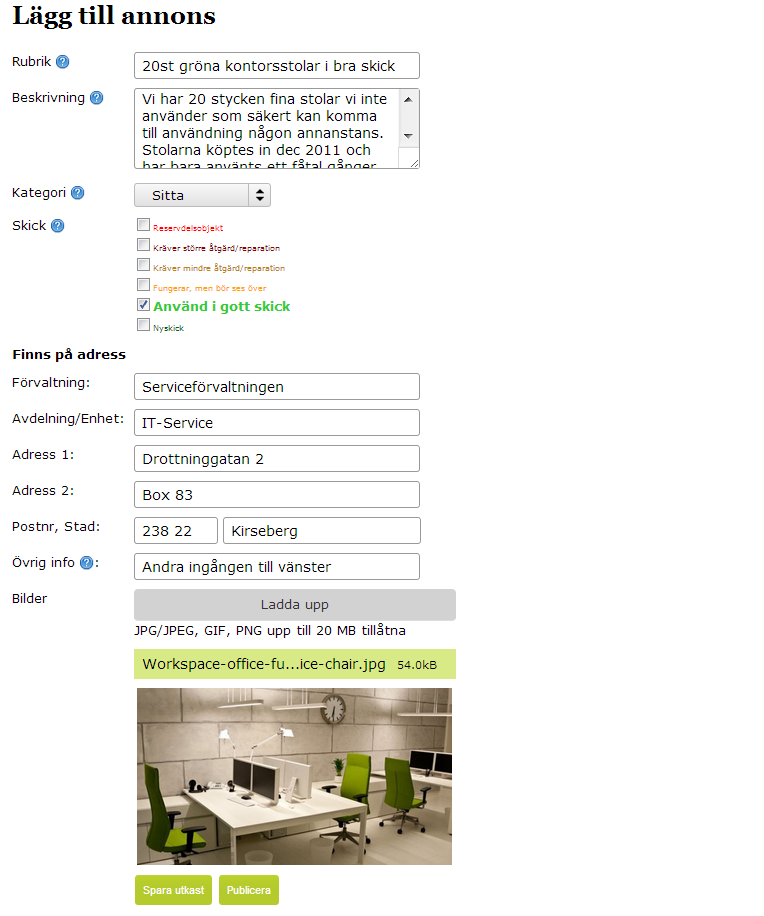 Lägg till annons
Rubrik ?
20st gröna kontorsstolar i bra skick
Beskrivning ?
Vi har 20 stycken fina stolar vi inte
använder som säkert kan komma
till användning någon annanstans.
Stolarna köptes in dec 2011 och
har bara använts ett fåtal gånger
Kategori ?
Sitta
Skick ?
Reservdelsobjekt
Kräver större åtgärd/reparation
Kräver mindre åtgärd/reparation
Fungerar, men bör ses över
Använd i gott skick
Nyskick
Finns på adress
Förvaltning:
Serviceförvaltningen
Avdelning/Enhet:
IT-Service
Adress 1:
Drottninggatan 2
Adress 2:
Box 83
Postnr, Stad:
238 22 Kirseberg
Övrig info ?:
Andra ingången till vänster
Bilder
Ladda upp
JPG/JPEG, GIF, PNG upp till 20 MB tillåtna
Workspace-office-fu...ice-chair.jpg 54.0kB
Spara utkast Publicera